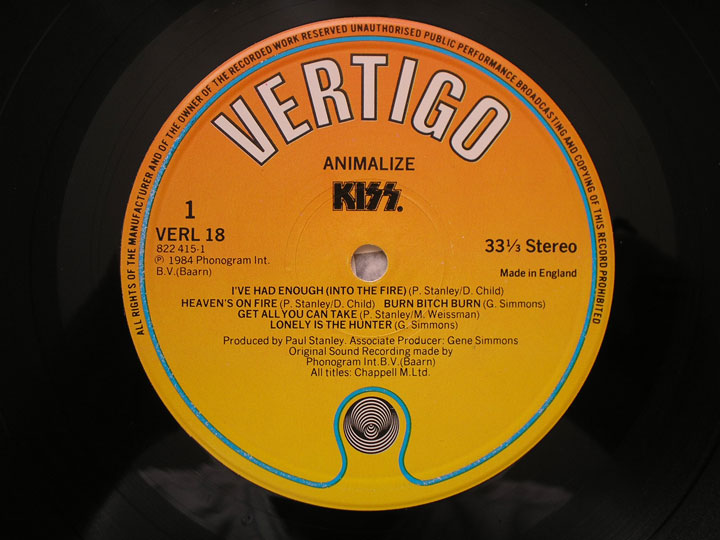 ALL RIGHTS OF THE MANUFACTURER AND OF THE OWNER OF THE RECORDED WORK RESERVED UNAUTHORISED PUBLIC PERFORMANCE BROADCASTING AND COPYING OF THIS RECORD PROHIBITED
VERTIGO
ANIMALIZE
KISS.
1
VERL 18
822 415-1
℗ 1984 Phonogram Int.
B.V.(Baarn)
33⅓ Stereo
Made in England
I'VE HAD ENOUGH (INTO THE FIRE) (P. Stanley/D. Child)
HEAVEN'S ON FIRE (P. Stanley/D. Child) BURN BITCH BURN (G. Simmons)
GET ALL YOU CAN TAKE (P. Stanley/M. Weissman)
LONELY IS THE HUNTER (G. Simmons)
Produced by Paul Stanley. Associate Producer: Gene Simmons
Original Sound Recording made by
Phonogram Int.B.V.(Baarn)
All titles: Chappell M.Ltd.